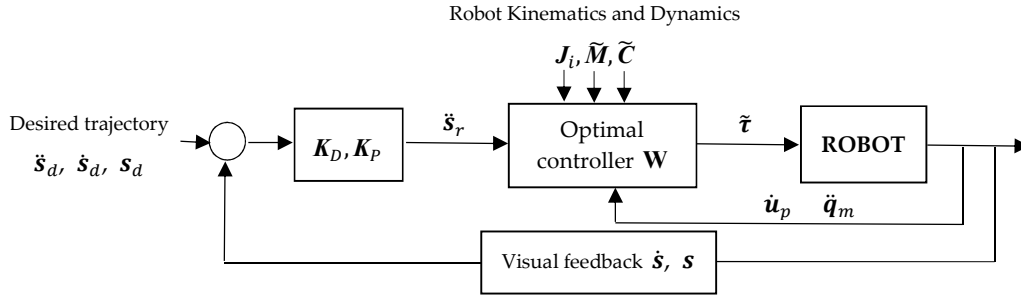 Robot Kinematics and Dynamics
J_i, M̃, C̃
Desired trajectory
s̈_d, ṡ_d, s_d
K_D, K_P
s̈_r
Optimal
controller W
τ̃
ROBOT
u̇_p q̈_m
Visual feedback ṡ, s